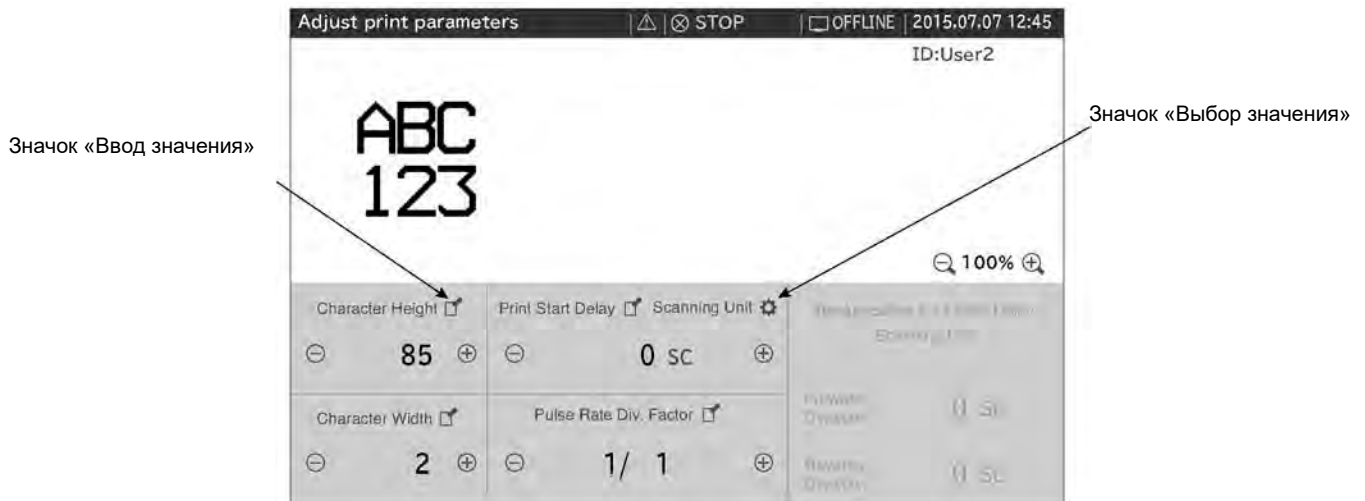 Adjust print parameters STOP OFFLINE 2015.07.07 12:45
ID:User2
ABC
123
Значок «Ввод значения»
Значок «Выбор значения»
100%
Character Height Print Start Delay Scanning Unit
85 0 SC
Character Width Pulse Rate Div. Factor
2 1/ 1
0
0